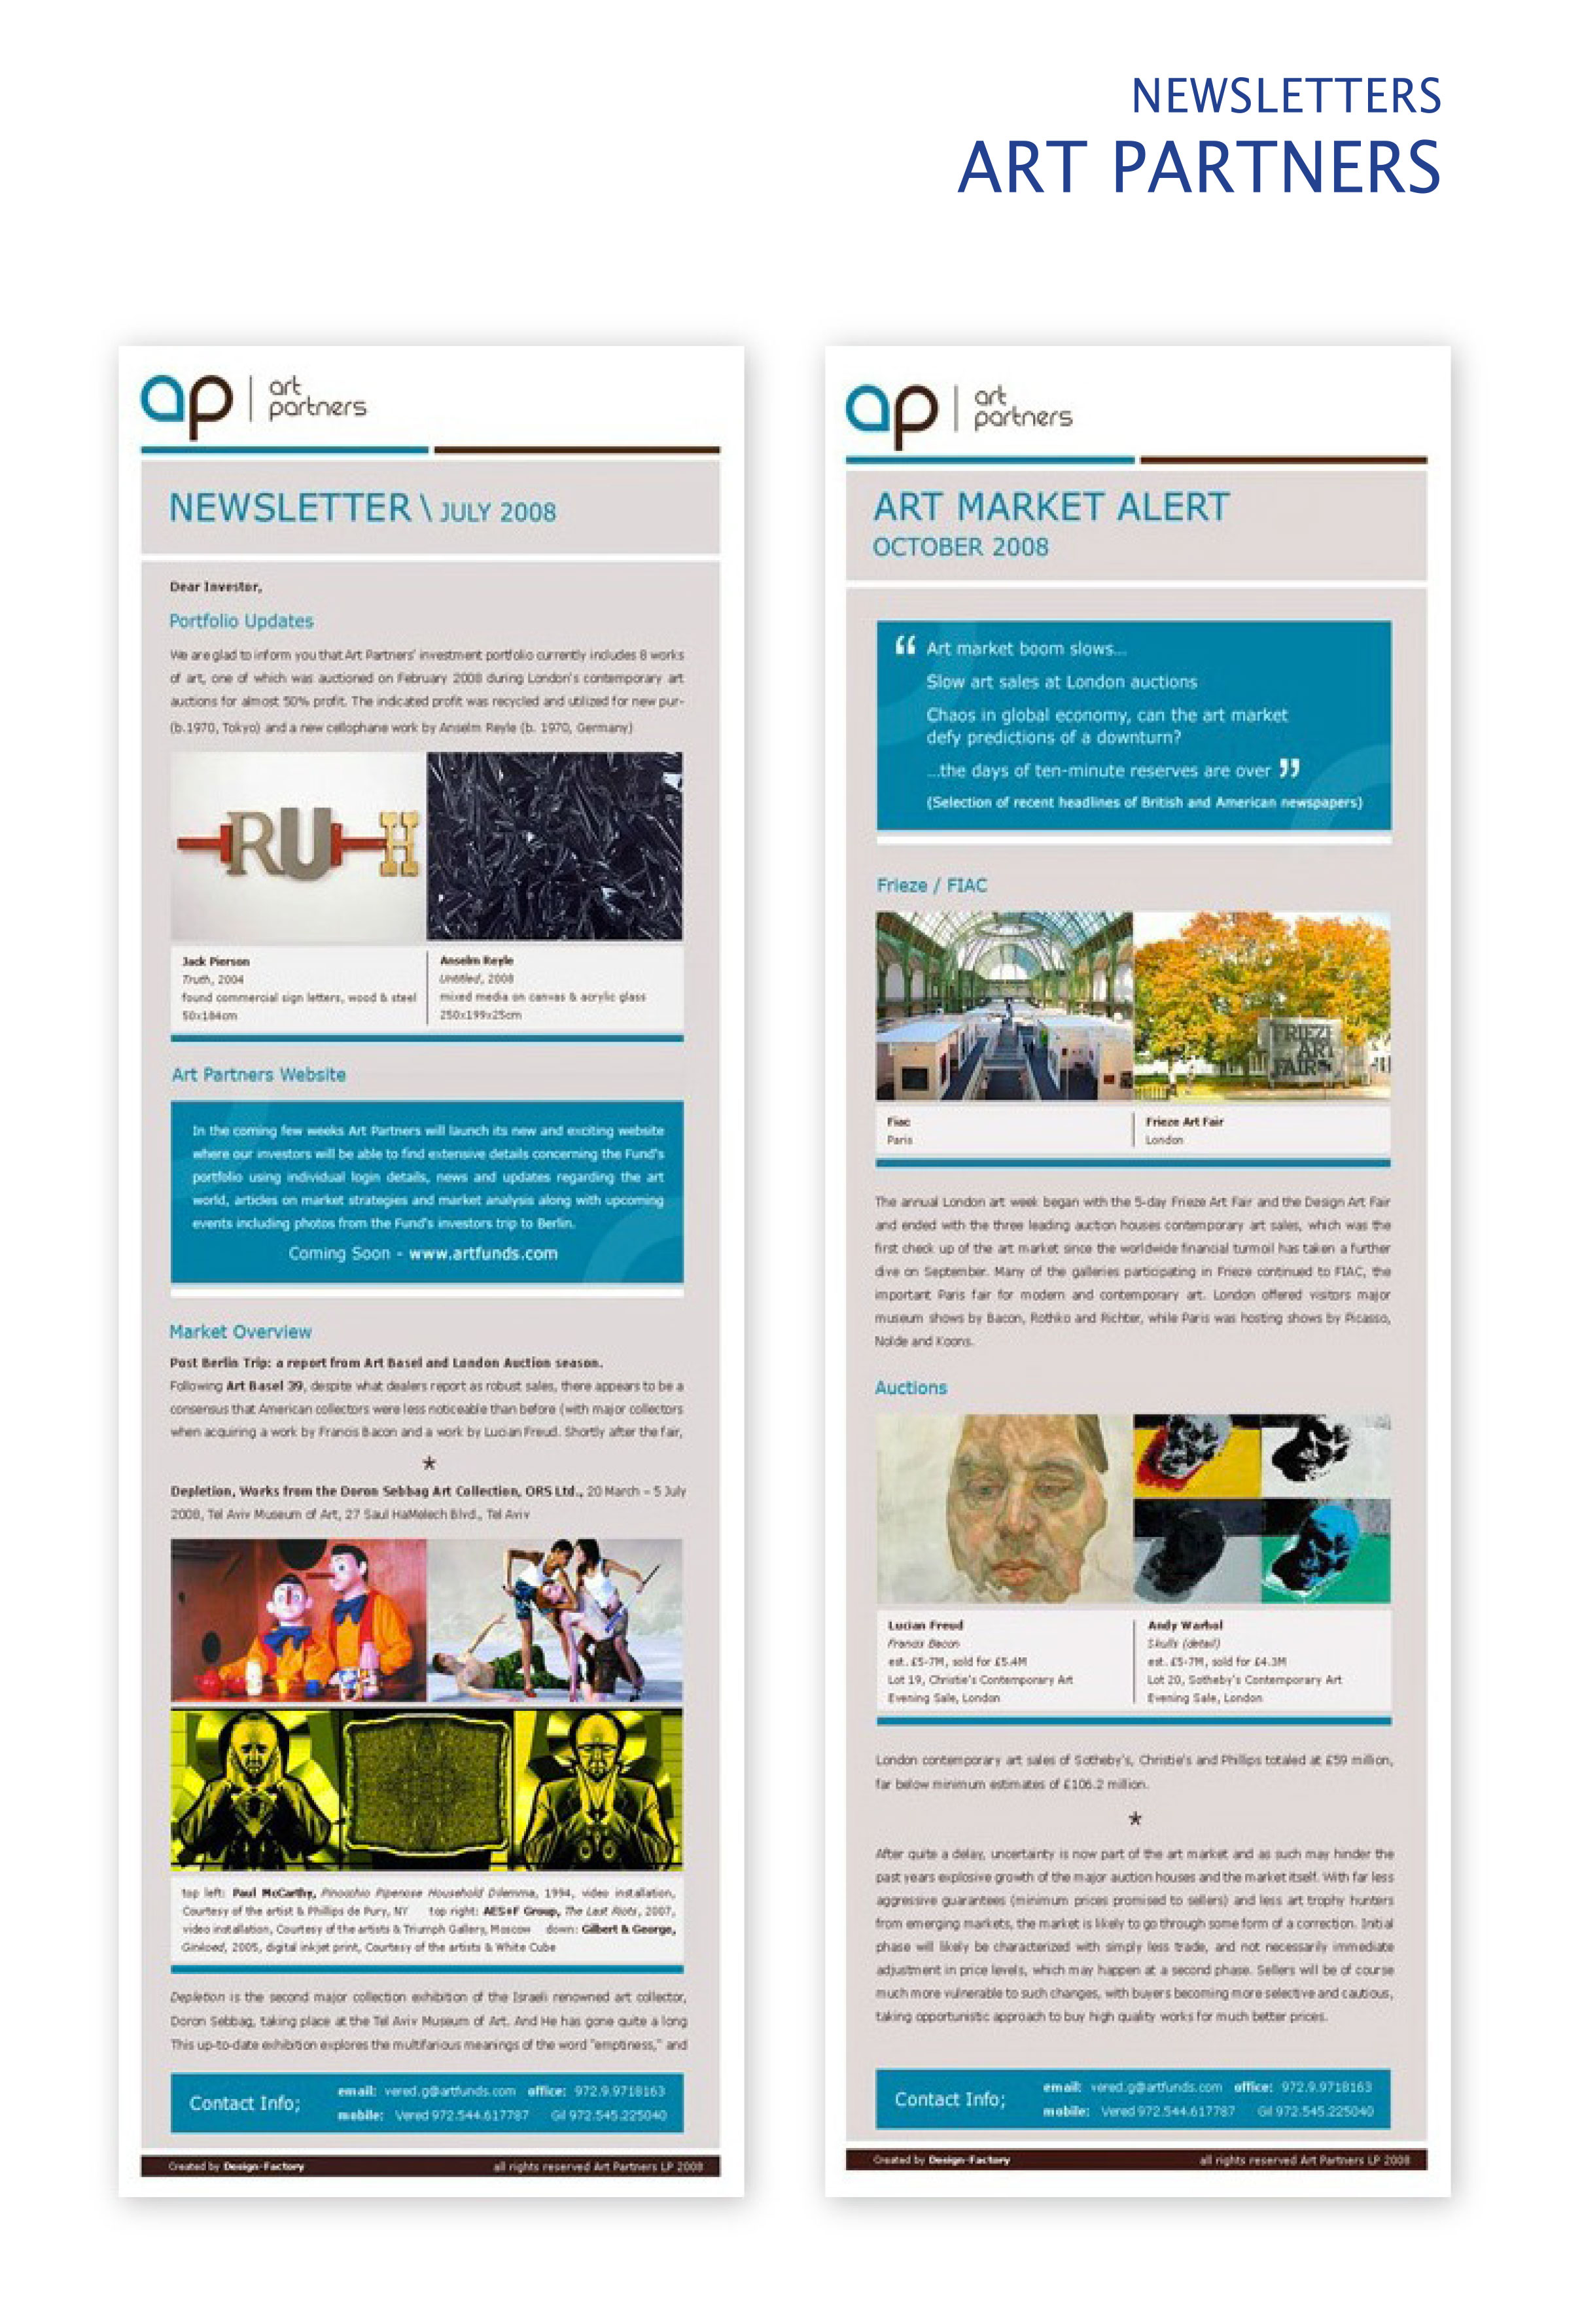 NEWSLETTERS
ART PARTNERS
ap | art
partners
NEWSLETTER \ JULY 2008
Dear Investor,
Portfolio Updates
We are glad to inform you that Art Partners' investment portfolio currently includes 8 works
of art, one of which was auctioned on February 2008 during London's contemporary art
auctions for almost 50% profit. The indicated profit was recycled and utilized for new pur-
(b.1970, Tokyo) and a new cellophane work by Anselm Reyle (b. 1970, Germany)
RUH
Jack Pierson
Truth, 2004
found commercial sign letters, wood & steel
50x184cm
Anselm Reyle
Untitled, 2008
mixed media on canvas & acrylic glass
250x199x25cm
Art Partners Website
In the coming few weeks Art Partners will launch its new and exciting website
where our investors will be able to find extensive details concerning the Fund's
portfolio using individual login details, news and updates regarding the art
world, articles on market strategies and market analysis along with upcoming
events including photos from the Fund's investors trip to Berlin.
Coming Soon - www.artfunds.com
Market Overview
Post Berlin Trip: a report from Art Basel and London Auction season.
Following Art Basel 39, despite what dealers report as robust sales, there appears to be a
consensus that American collectors were less noticeable than before (with major collectors
when acquiring a work by Francis Bacon and a work by Lucian Freud. Shortly after the fair,
*
Depletion, Works from the Doron Sebbag Art Collection, ORS Ltd., 20 March – 5 July
2008, Tel Aviv Museum of Art, 27 Saul HaMelech Blvd., Tel Aviv
top left: Paul McCarthy, Pinocchio Pipenose Household Dilemma, 1994, video installation,
Courtesy of the artist & Phillips de Pury, NY top right: AES+F Group, The Last Riots, 2007,
video installation, Courtesy of the artists & Triumph Gallery, Moscow down: Gilbert & George,
Ginkoed, 2005, digital inkjet print, Courtesy of the artists & White Cube
Depletion is the second major collection exhibition of the Israeli renowned art collector,
Doron Sebbag, taking place at the Tel Aviv Museum of Art. And He has gone quite a long
This up-to-date exhibition explores the multifarious meanings of the word "emptiness," and
Contact Info;
email: vered.g@artfunds.com office: 972.9.9718163
mobile: Vered 972.544.617787 Gil 972.545.225040
Created by Design-Factory
all rights reserved Art Partners LP 2008
ap | art
partners
ART MARKET ALERT
OCTOBER 2008
“ Art market boom slows...
Slow art sales at London auctions
Chaos in global economy, can the art market
defy predictions of a downturn?
...the days of ten-minute reserves are over ”
(Selection of recent headlines of British and American newspapers)
Frieze / FIAC
FRIEZE
ART
FAIR
Fiac
Paris
Frieze Art Fair
London
The annual London art week began with the 5-day Frieze Art Fair and the Design Art Fair
and ended with the three leading auction houses contemporary art sales, which was the
first check up of the art market since the worldwide financial turmoil has taken a further
dive on September. Many of the galleries participating in Frieze continued to FIAC, the
important Paris fair for modern and contemporary art. London offered visitors major
museum shows by Bacon, Rothko and Richter, while Paris was hosting shows by Picasso,
Nolde and Koons.
Auctions
Lucian Freud
Francis Bacon
est. £5-7M, sold for £5.4M
Lot 19, Christie's Contemporary Art
Evening Sale, London
Andy Warhol
Skulls (detail)
est. £5-7M, sold for £4.3M
Lot 20, Sotheby's Contemporary Art
Evening Sale, London
London contemporary art sales of Sotheby's, Christie's and Phillips totaled at £59 million,
far below minimum estimates of £106.2 million.
*
After quite a delay, uncertainty is now part of the art market and as such may hinder the
past years explosive growth of the major auction houses and the market itself. With far less
aggressive guarantees (minimum prices promised to sellers) and less art trophy hunters
from emerging markets, the market is likely to go through some form of a correction. Initial
phase will likely be characterized with simply less trade, and not necessarily immediate
adjustment in price levels, which may happen at a second phase. Sellers will be of course
much more vulnerable to such changes, with buyers becoming more selective and cautious,
taking opportunistic approach to buy high quality works for much better prices.
Contact Info;
email: vered.g@artfunds.com office: 972.9.9718163
mobile: Vered 972.544.617787 Gil 972.545.225040
Created by Design-Factory
all rights reserved Art Partners LP 2008